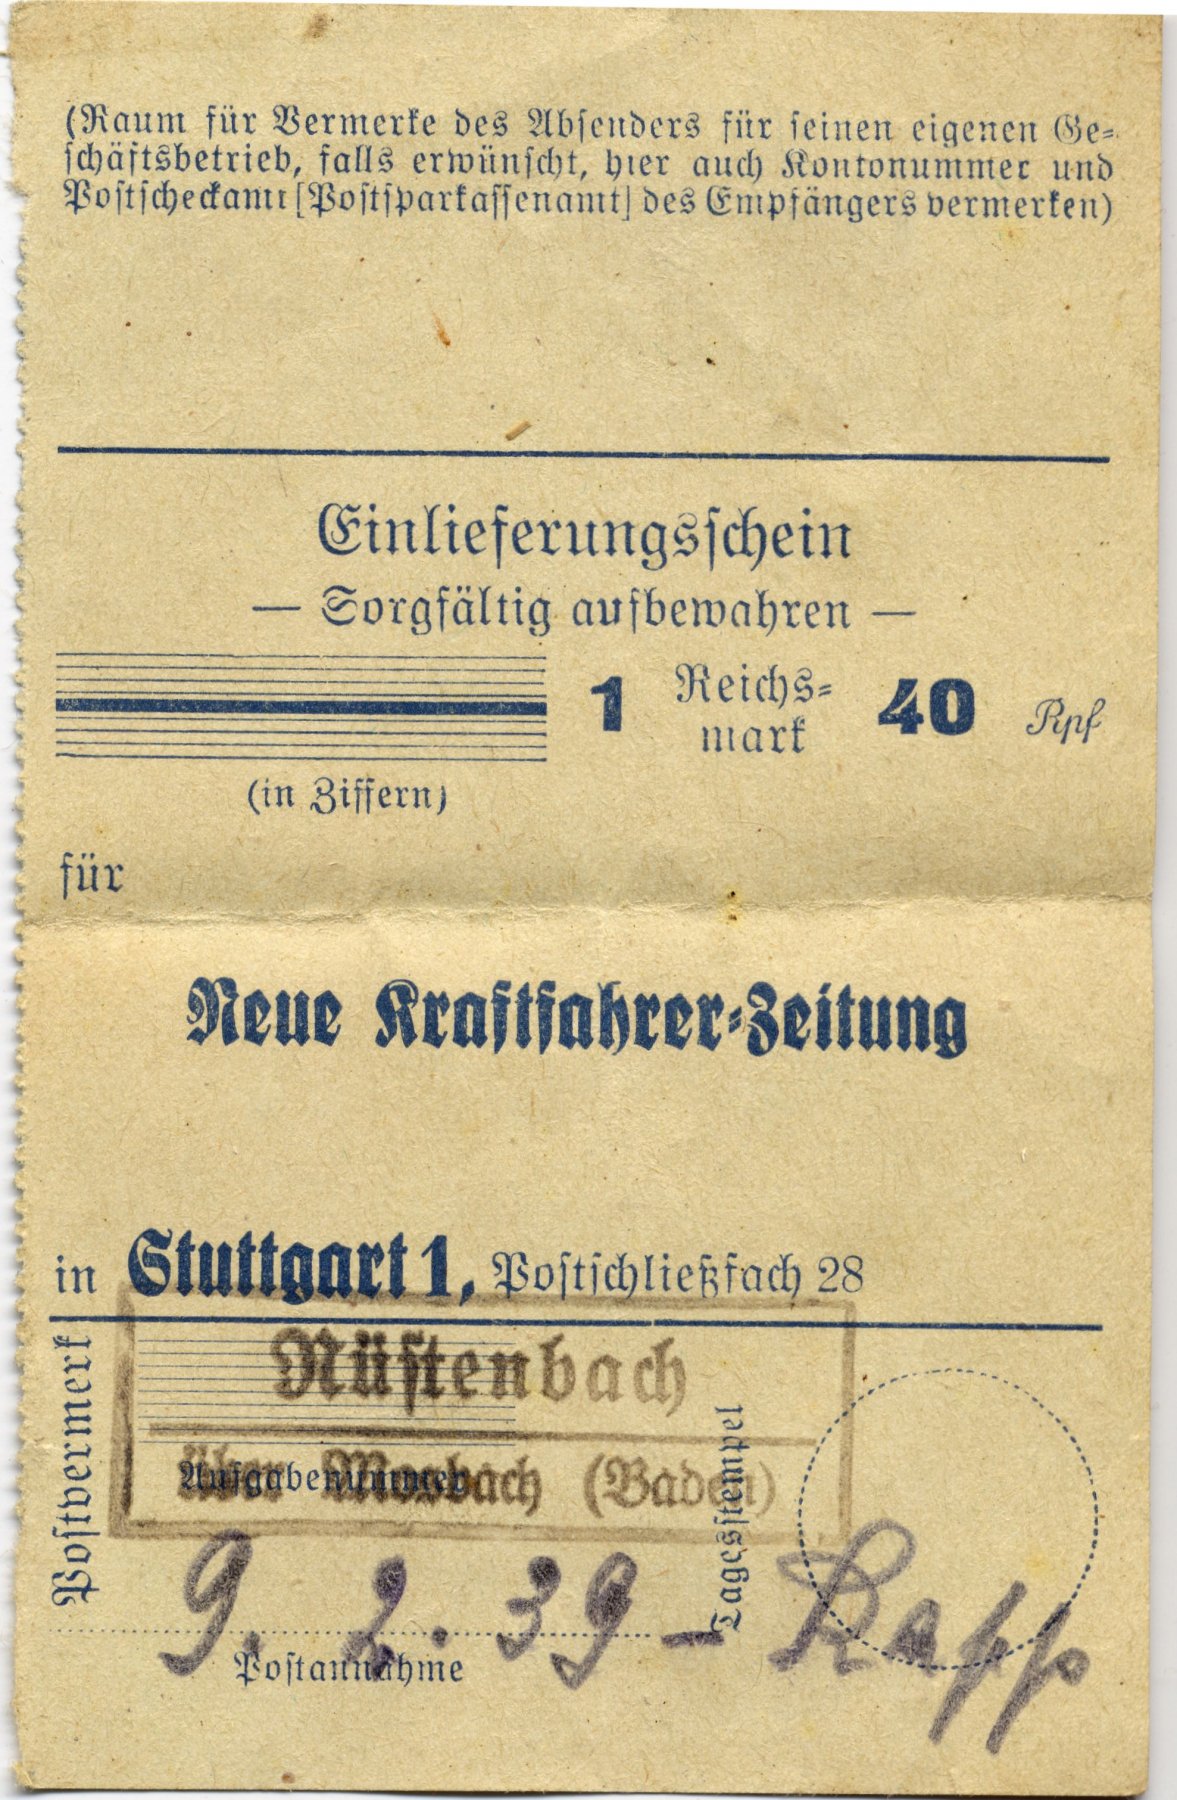 (Raum für Vermerke des Absenders für seinen eigenen Ge-
schäftsbetrieb, falls erwünscht, hier auch Kontonummer und
Postscheckamt [Postsparkassenamt] des Empfängers vermerken)
Einlieferungsschein
— Sorgfältig aufbewahren —
1 Reichs-
mark 40 Rpf
(in Ziffern)
für
Neue Kraftfahrer-Zeitung
in Stuttgart 1, Postschließfach 28
Postvermerk
Nüstenbach
über Mosbach (Baden)
Aufgabenummer
Tagesstempel
9. 2. 39 – Rapp
Postannahme